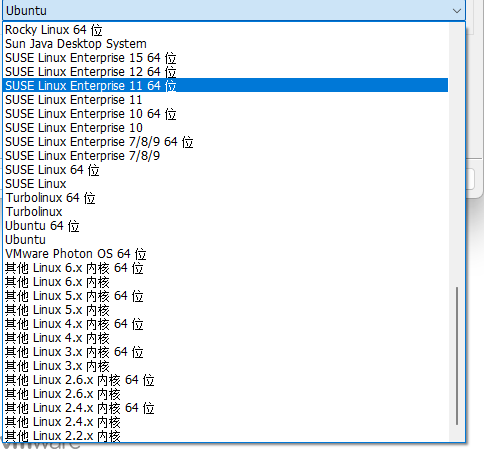 Ubuntu
Rocky Linux 64 位
Sun Java Desktop System
SUSE Linux Enterprise 15 64 位
SUSE Linux Enterprise 12 64 位
SUSE Linux Enterprise 11 64 位
SUSE Linux Enterprise 11
SUSE Linux Enterprise 10 64 位
SUSE Linux Enterprise 10
SUSE Linux Enterprise 7/8/9 64 位
SUSE Linux Enterprise 7/8/9
SUSE Linux 64 位
SUSE Linux
Turbolinux 64 位
Turbolinux
Ubuntu 64 位
Ubuntu
VMware Photon OS 64 位
其他 Linux 6.x 内核 64 位
其他 Linux 6.x 内核
其他 Linux 5.x 内核 64 位
其他 Linux 5.x 内核
其他 Linux 4.x 内核 64 位
其他 Linux 4.x 内核
其他 Linux 3.x 内核 64 位
其他 Linux 3.x 内核
其他 Linux 2.6.x 内核 64 位
其他 Linux 2.6.x 内核
其他 Linux 2.4.x 内核 64 位
其他 Linux 2.4.x 内核
其他 Linux 2.2.x 内核
vmware